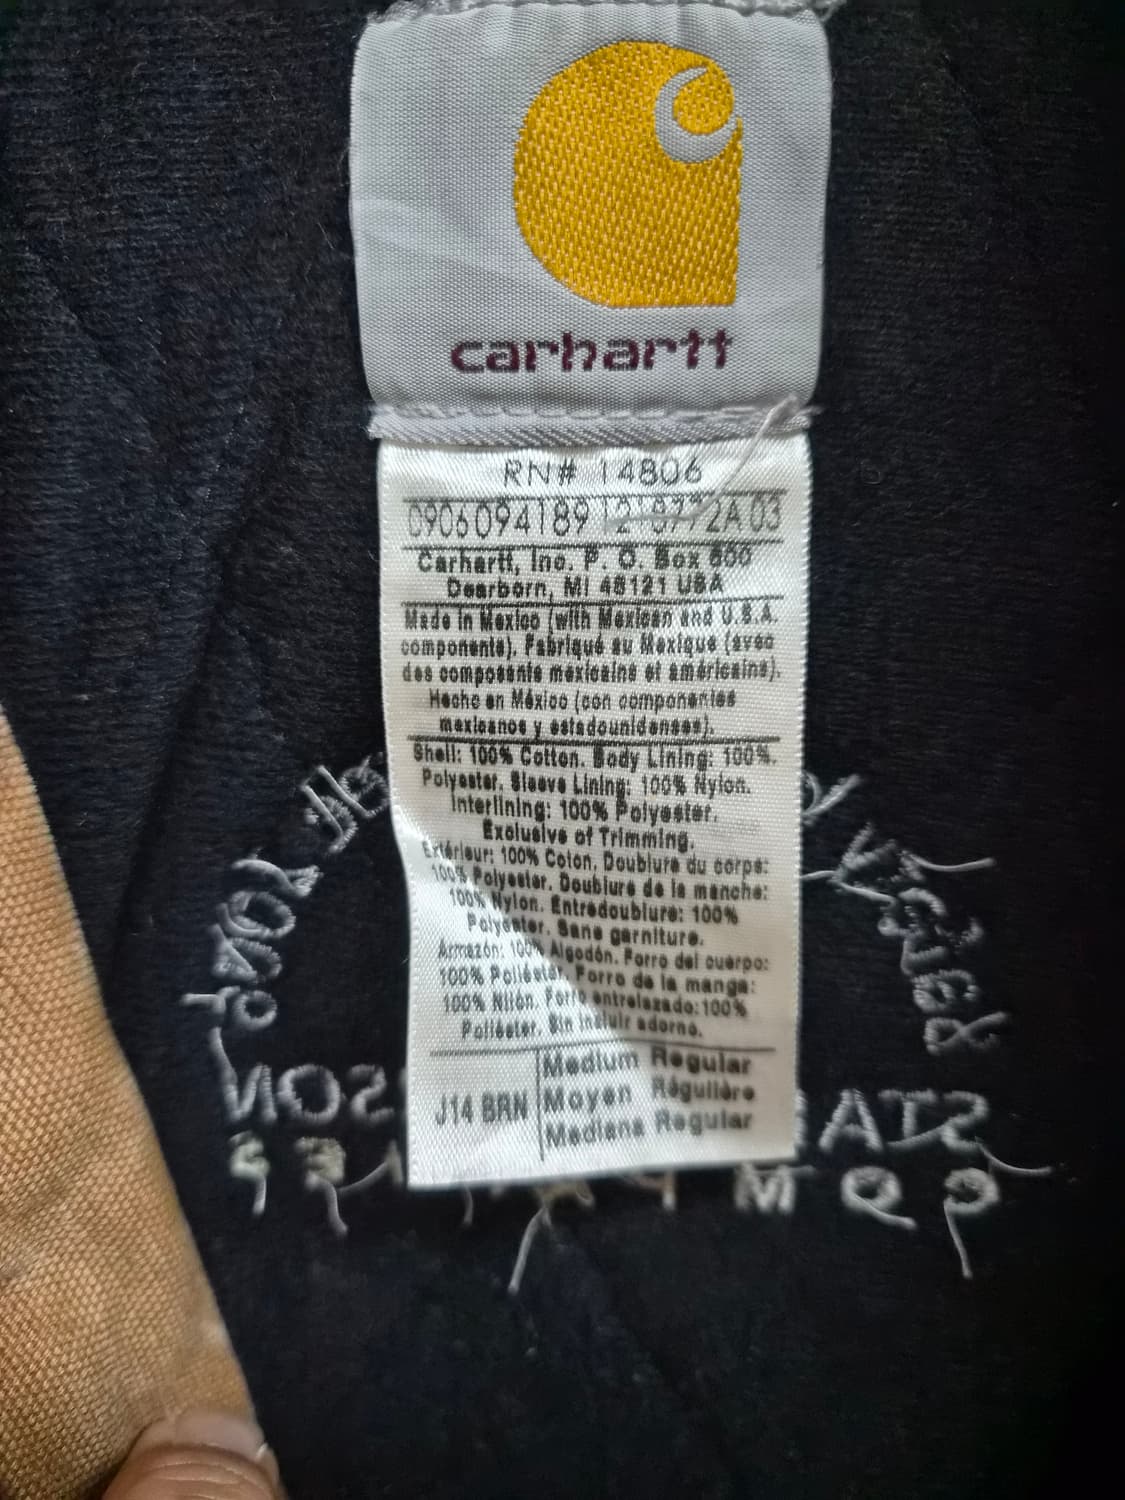 carhartt
RN# 14806
0906094189 03
Carhartt, Inc. P. O. Box 600
Dearborn, MI 48121 USA
Made in Mexico (with Mexican and U.S.A.
components). Fabriqué au Mexique (avec
des composants mexicains et américains).
Hecho en México (con componentes
mexicanos y estadounidenses).
Shell: 100% Cotton. Body Lining: 100%.
Polyester. Sleeve Lining: 100% Nylon.
Interlining: 100% Polyester.
Exclusive of Trimming.
Extérieur: 100% Coton. Doublure du corps:
100% Polyester. Doublure de la manche:
100% Nylon. Entredoublure: 100%
Polyester. Sans garniture.
Armazón: 100% Algodón. Forro del cuerpo:
100% Poliéster. Forro de la manga:
100% Nilón. Forro entrelazado:100%
Poliéster. Sin incluir adorno.
J14 BRN
Medium Regular
Moyen Régulière
Mediana Regular